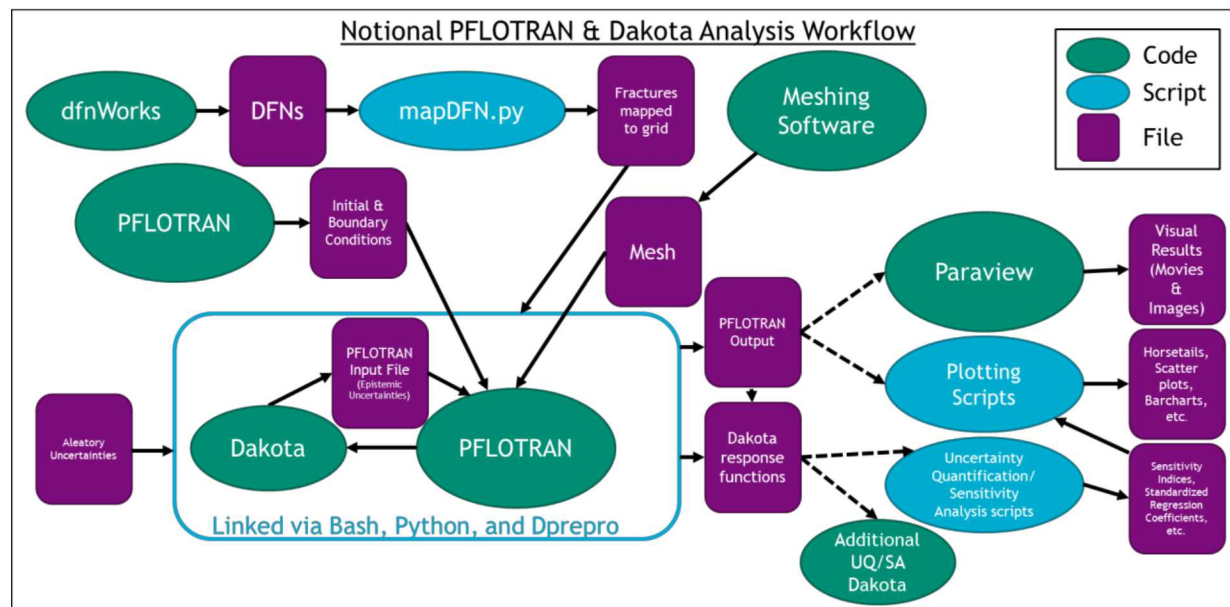 Notional PFLOTRAN & Dakota Analysis Workflow
Code
Script
File
dfnWorks
DFNs
mapDFN.py
Fractures
mapped
to grid
Meshing
Software
PFLOTRAN
Initial &
Boundary
Conditions
Mesh
Paraview
Visual
Results
(Movies
&
Images)
PFLOTRAN
Output
PFLOTRAN
Input File
(Epistemic
Uncertainties)
Plotting
Scripts
Horsetails,
Scatter
plots,
Barcharts,
etc.
Aleatory
Uncertainties
Dakota
PFLOTRAN
Dakota
response
functions
Uncertainty
Quantification/
Sensitivity
Analysis scripts
Sensitivity
Indices,
Standardized
Regression
Coefficients,
etc.
Linked via Bash, Python, and Dprepro
Additional
UQ/SA
Dakota